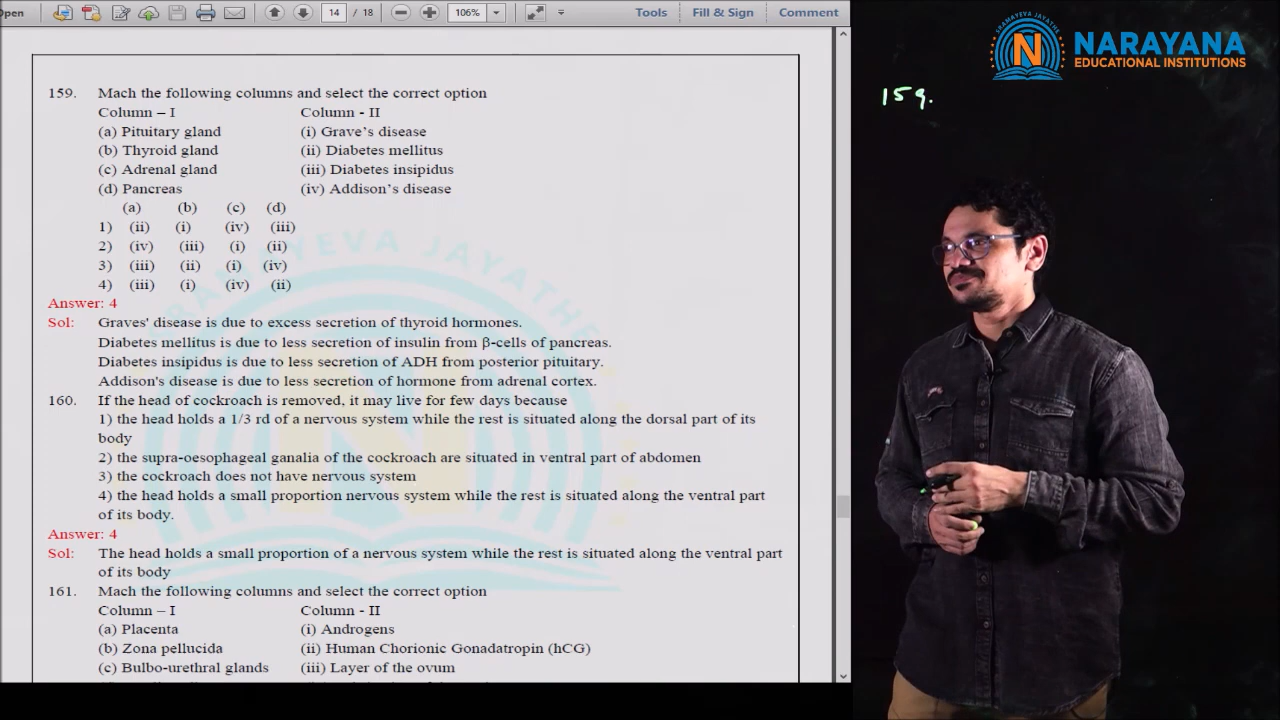 Open
14 / 18
106%
Tools
Fill & Sign
Comment
SRAMAYEVA JAYATHE
N
NARAYANA
EDUCATIONAL INSTITUTIONS
159.
159. Mach the following columns and select the correct option
Column – I Column - II
(a) Pituitary gland (i) Grave’s disease
(b) Thyroid gland (ii) Diabetes mellitus
(c) Adrenal gland (iii) Diabetes insipidus
(d) Pancreas (iv) Addison’s disease
(a) (b) (c) (d)
1) (ii) (i) (iv) (iii)
2) (iv) (iii) (i) (ii)
3) (iii) (ii) (i) (iv)
4) (iii) (i) (iv) (ii)
Answer: 4
Sol: Graves' disease is due to excess secretion of thyroid hormones.
Diabetes mellitus is due to less secretion of insulin from β-cells of pancreas.
Diabetes insipidus is due to less secretion of ADH from posterior pituitary.
Addison's disease is due to less secretion of hormone from adrenal cortex.
160. If the head of cockroach is removed, it may live for few days because
1) the head holds a 1/3 rd of a nervous system while the rest is situated along the dorsal part of its
body
2) the supra-oesophageal ganalia of the cockroach are situated in ventral part of abdomen
3) the cockroach does not have nervous system
4) the head holds a small proportion nervous system while the rest is situated along the ventral part
of its body.
Answer: 4
Sol: The head holds a small proportion of a nervous system while the rest is situated along the ventral part
of its body
161. Mach the following columns and select the correct option
Column – I Column - II
(a) Placenta (i) Androgens
(b) Zona pellucida (ii) Human Chorionic Gonadotropin (hCG)
(c) Bulbo-urethral glands (iii) Layer of the ovum